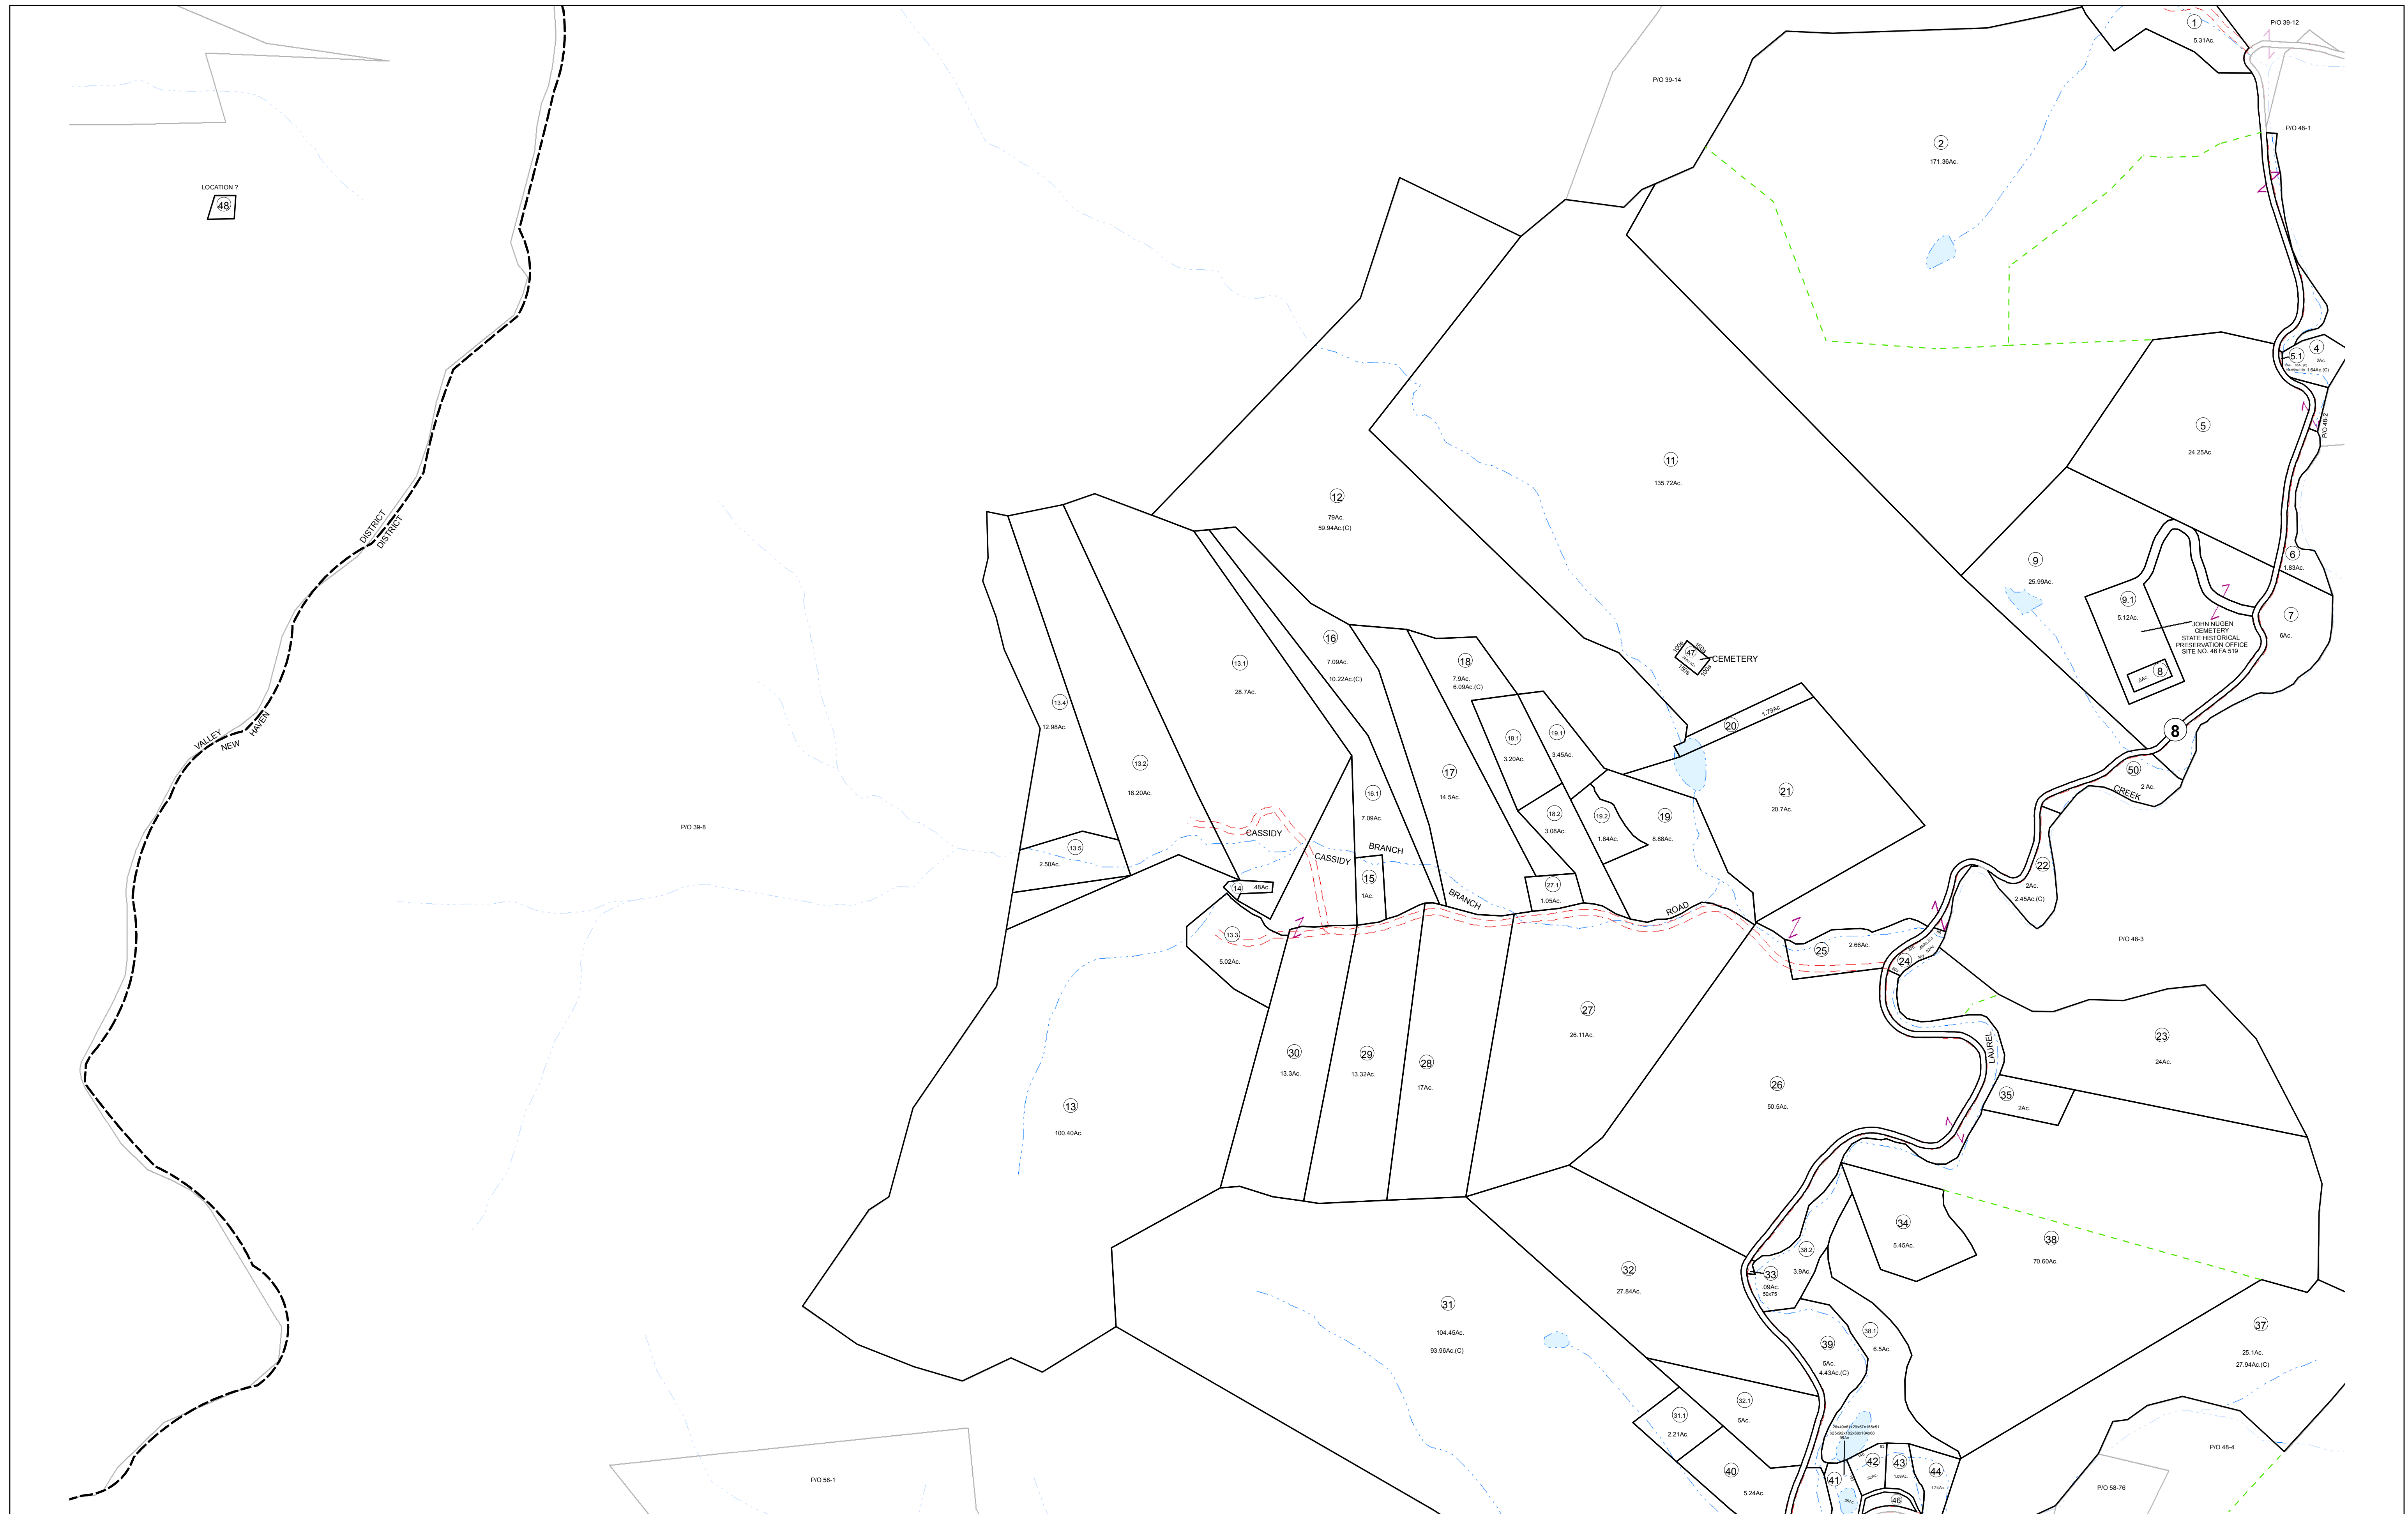 1
5.31Ac.
P/O 39-12
P/O 39-14
2
171.36Ac.
P/O 48-1
LOCATION ?
48
4
2Ac.
1.64Ac.(C)
5.1
P/O 48-2
5
24.25Ac.
11
135.72Ac.
12
79Ac.
59.94Ac.(C)
DISTRICT
DISTRICT
6
1.83Ac.
9
25.99Ac.
9.1
5.12Ac.
7
6Ac.
JOHN NUGEN
CEMETERY
STATE HISTORICAL
PRESERVATION OFFICE
SITE NO. 46 FA 519
8
.5Ac.
47
100s
150s
150s
100s
CEMETERY
16
7.09Ac.
10.22Ac.(C)
18
7.9Ac.
6.09Ac.(C)
13.1
28.7Ac.
13.4
12.98Ac.
20
1.79Ac.
8
VALLEY
NEW
HAVEN
18.1
3.20Ac.
19.1
3.45Ac.
13.2
18.20Ac.
17
14.5Ac.
21
20.7Ac.
50
2 Ac.
CREEK
16.1
7.09Ac.
18.2
3.08Ac.
19.2
1.84Ac.
19
8.88Ac.
P/O 39-8
CASSIDY
CASSIDY
BRANCH
13.5
2.50Ac.
22
2Ac.
2.45Ac.(C)
14
.48Ac.
15
1Ac.
27.1
1.05Ac.
BRANCH
ROAD
13.3
5.02Ac.
25
2.66Ac.
24
P/O 48-3
27
26.11Ac.
23
24Ac.
LAUREL
30
13.3Ac.
29
13.32Ac.
28
17Ac.
26
50.5Ac.
35
2Ac.
13
100.40Ac.
34
5.45Ac.
38
70.60Ac.
38.2
3.9Ac.
33
.09Ac.
50x75
32
27.84Ac.
31
104.45Ac.
93.96Ac.(C)
37
25.1Ac.
27.94Ac.(C)
39
5Ac.
4.43Ac.(C)
38.1
6.5Ac.
32.1
5Ac.
31.1
2.21Ac.
40
5.24Ac.
41
42
43
1.09Ac.
44
1.24Ac.
46
P/O 48-4
P/O 58-76
P/O 58-1